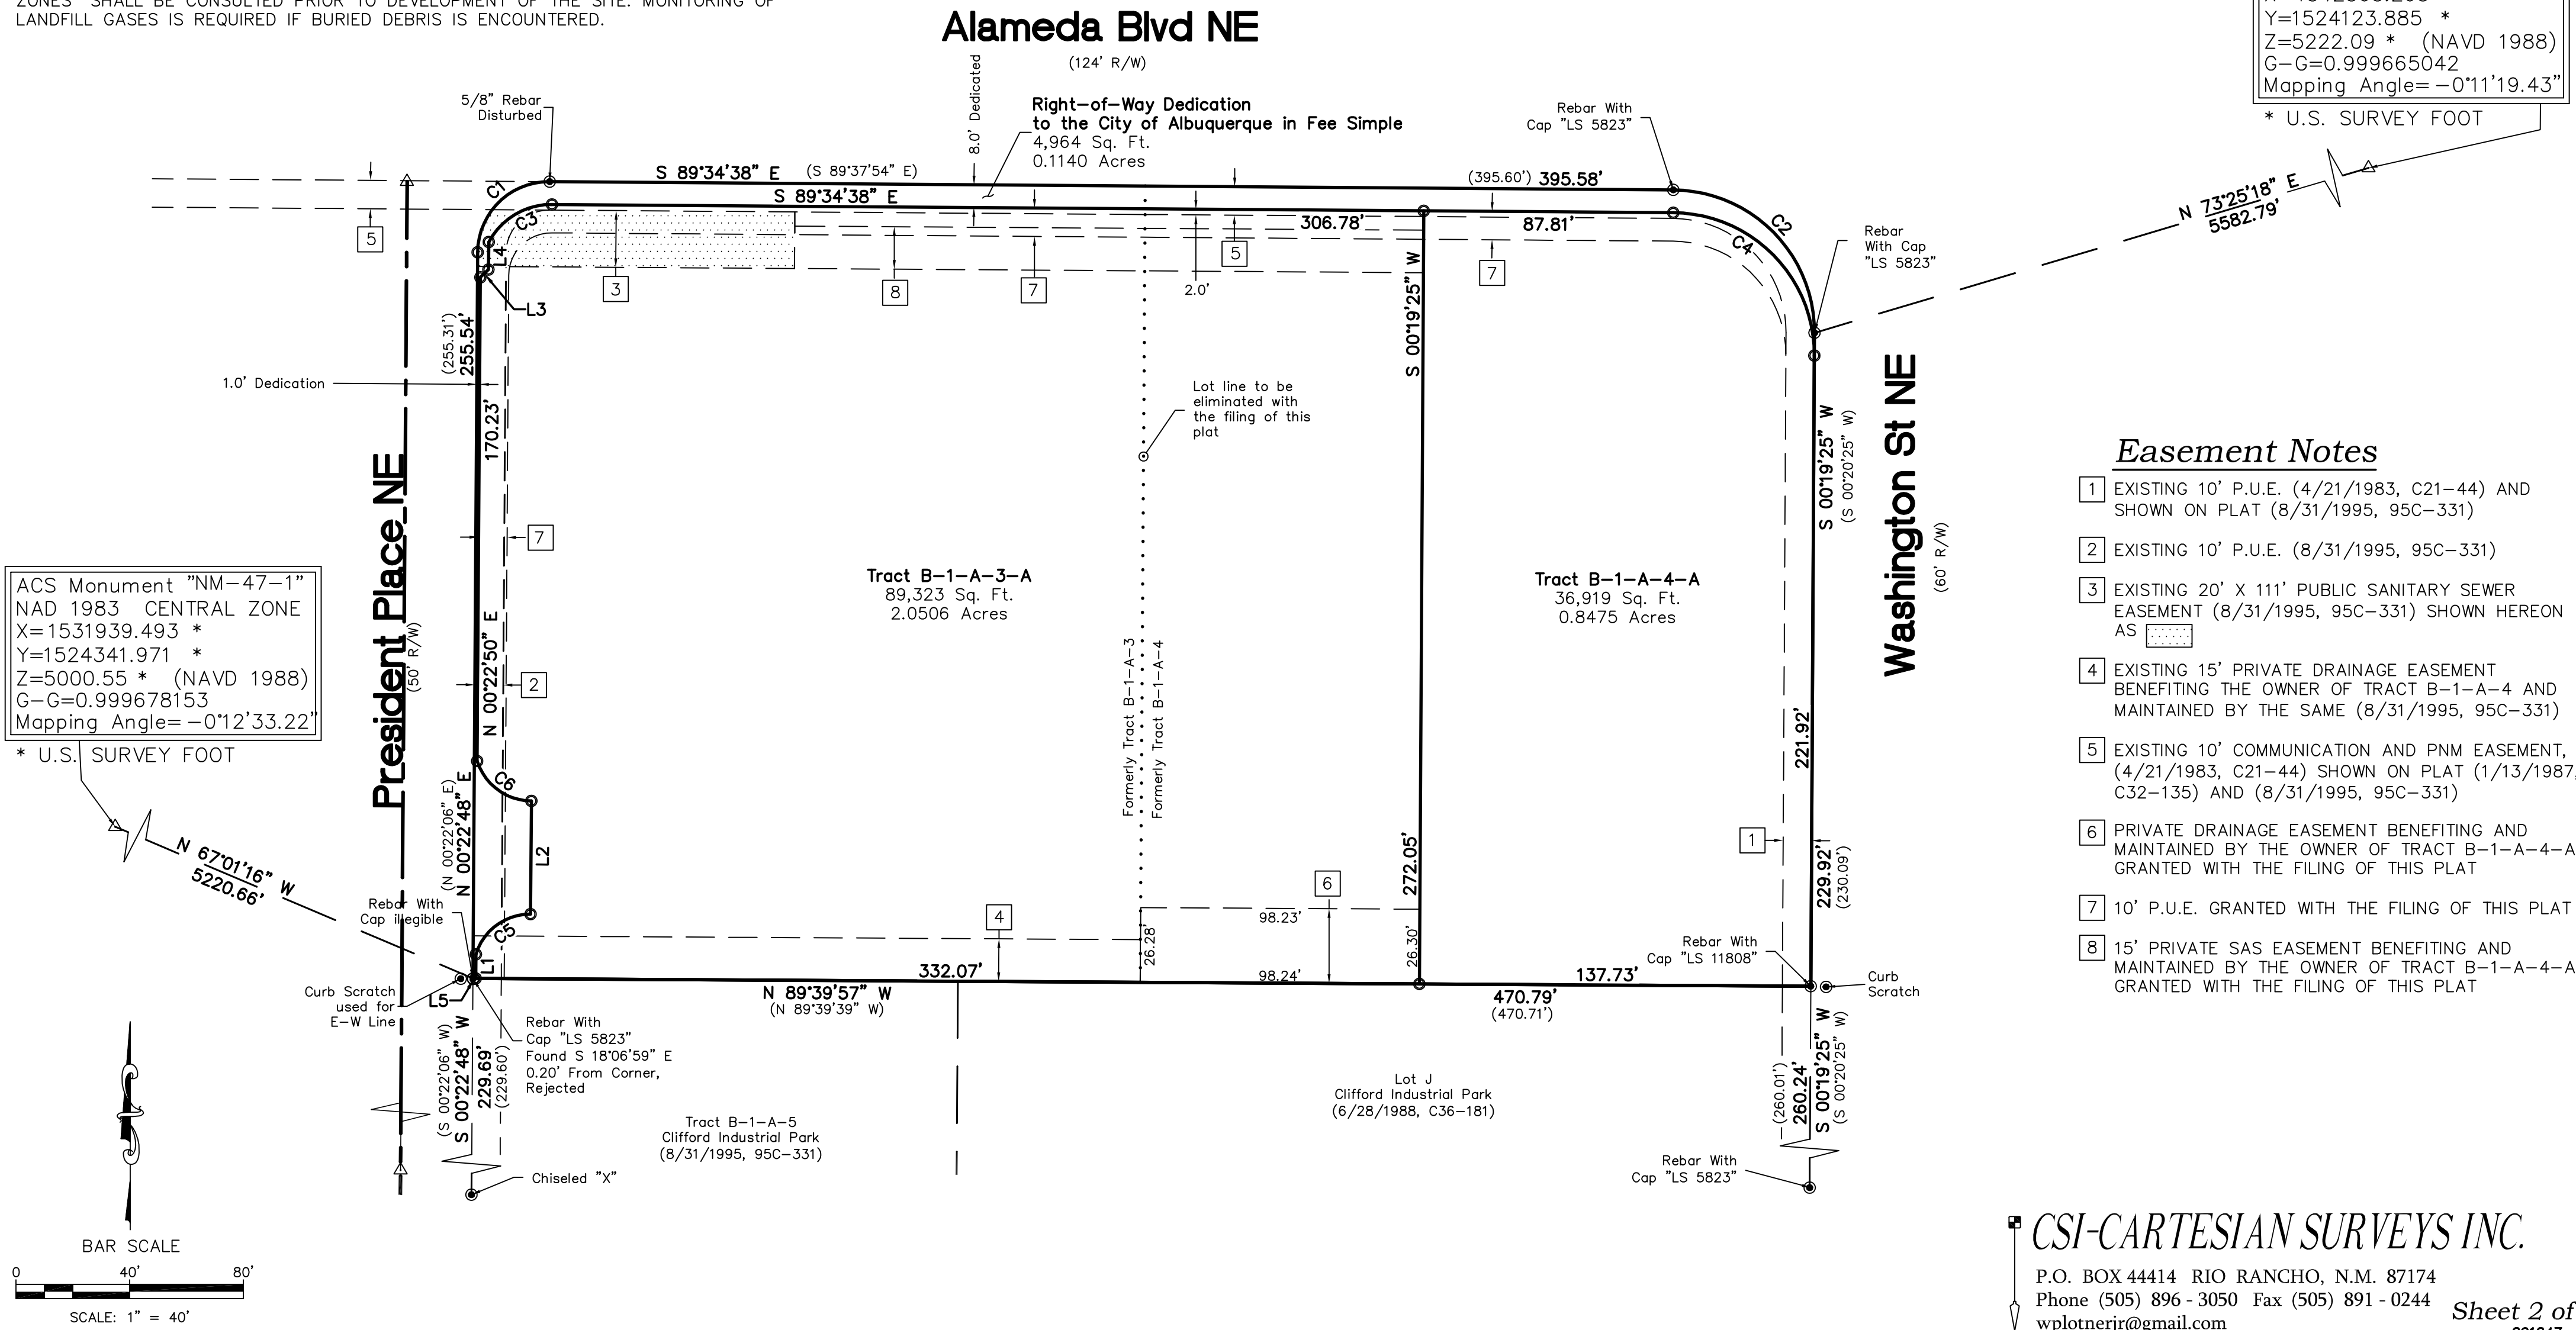 ZONES" SHALL BE CONSULTED PRIOR TO DEVELOPMENT OF THE SITE. MONITORING OF
LANDFILL GASES IS REQUIRED IF BURIED DEBRIS IS ENCOUNTERED.
Alameda Blvd NE
(124' R/W)
Y=1524123.885 *
Z=5222.09 * (NAVD 1988)
G-G=0.999665042
Mapping Angle= -0°11'19.43"
* U.S. SURVEY FOOT
5/8" Rebar
Disturbed
8.0' Dedicated
Right-of-Way Dedication
to the City of Albuquerque in Fee Simple
4,964 Sq. Ft.
0.1140 Acres
Rebar With
Cap "LS 5823"
S 89°34'38" E (S 89°37'54" E)
(395.60') 395.58'
S 89°34'38" E
306.78'
87.81'
C1
C3
C2
C4
N 73°25'18" E
5582.79'
Rebar
With Cap
"LS 5823"
5
L4
L3
3
8
7
2.0'
5
7
(255.31')
255.54'
1.0' Dedication
170.23'
S 00°19'25" W
Lot line to be
eliminated with
the filing of this
plat
S 00°19'25" W
(S 00°20'25" W)
Washington St NE
(60' R/W)
President Place NE
(50' R/W)
7
2
N 00°22'50" E
Tract B-1-A-3-A
89,323 Sq. Ft.
2.0506 Acres
Tract B-1-A-4-A
36,919 Sq. Ft.
0.8475 Acres
Formerly Tract B-1-A-3
Formerly Tract B-1-A-4
ACS Monument "NM-47-1"
NAD 1983 CENTRAL ZONE
X=1531939.493 *
Y=1524341.971 *
Z=5000.55 * (NAVD 1988)
G-G=0.999678153
Mapping Angle= -0°12'33.22"
* U.S. SURVEY FOOT
N 67°01'16" W
5220.66'
(N 00°22'06" E)
N 00°22'48" E
C6
L2
C5
L1
L5
Rebar With
Cap illegible
Curb Scratch
used for
E-W Line
221.92'
229.92'
(230.09')
1
272.05'
6
4
98.23'
26.28'
26.30'
98.24'
332.07'
137.73'
N 89°39'57" W
(N 89°39'39" W)
470.79'
(470.71')
Rebar With
Cap "LS 11808"
Curb
Scratch
Rebar With
Cap "LS 5823"
Found S 18°06'59" E
0.20' From Corner,
Rejected
(S 00°22'06" W)
S 00°22'48" W
229.69'
(229.60')
Chiseled "X"
Tract B-1-A-5
Clifford Industrial Park
(8/31/1995, 95C-331)
Lot J
Clifford Industrial Park
(6/28/1988, C36-181)
(260.01')
260.24'
S 00°19'25" W
(S 00°20'25" W)
Rebar With
Cap "LS 5823"
Easement Notes
1 EXISTING 10' P.U.E. (4/21/1983, C21-44) AND
SHOWN ON PLAT (8/31/1995, 95C-331)
2 EXISTING 10' P.U.E. (8/31/1995, 95C-331)
3 EXISTING 20' X 111' PUBLIC SANITARY SEWER
EASEMENT (8/31/1995, 95C-331) SHOWN HEREON
AS
4 EXISTING 15' PRIVATE DRAINAGE EASEMENT
BENEFITING THE OWNER OF TRACT B-1-A-4 AND
MAINTAINED BY THE SAME (8/31/1995, 95C-331)
5 EXISTING 10' COMMUNICATION AND PNM EASEMENT,
(4/21/1983, C21-44) SHOWN ON PLAT (1/13/1987,
C32-135) AND (8/31/1995, 95C-331)
6 PRIVATE DRAINAGE EASEMENT BENEFITING AND
MAINTAINED BY THE OWNER OF TRACT B-1-A-4-A
GRANTED WITH THE FILING OF THIS PLAT
7 10' P.U.E. GRANTED WITH THE FILING OF THIS PLAT
8 15' PRIVATE SAS EASEMENT BENEFITING AND
MAINTAINED BY THE OWNER OF TRACT B-1-A-4-A
GRANTED WITH THE FILING OF THIS PLAT
BAR SCALE
0 40' 80'
SCALE: 1" = 40'
CSI-CARTESIAN SURVEYS INC.
P.O. BOX 44414 RIO RANCHO, N.M. 87174
Phone (505) 896 - 3050 Fax (505) 891 - 0244
wplotnerjr@gmail.com
Sheet 2 of